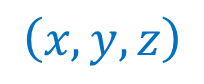 (x, y, z)